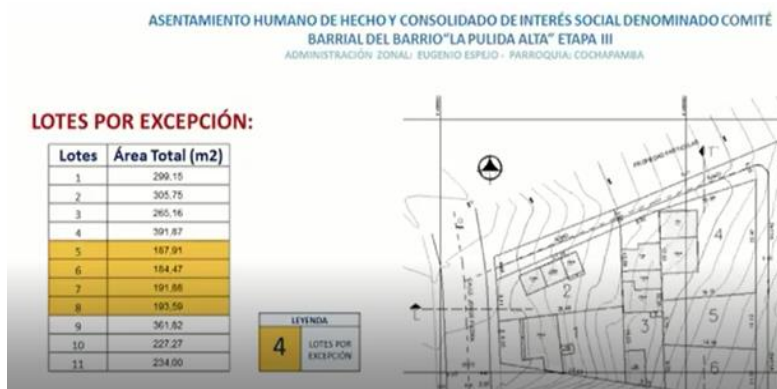 ASENTAMIENTO HUMANO DE HECHO Y CONSOLIDADO DE INTERÉS SOCIAL DENOMINADO COMITÉ
BARRIAL DEL BARRIO"LA PULIDA ALTA" ETAPA III
ADMINISTRACIÓN ZONAL: EUGENIO ESPEJO - PARROQUIA: COCHAPAMBA
LOTES POR EXCEPCIÓN:
Lotes Área Total (m2)
1 299,15
2 305,75
3 265,16
4 391,87
5 187,91
6 184,47
7 191,88
8 193,59
9 361,82
10 227,27
11 234,00
LEYENDA
4 LOTES POR
EXCEPCIÓN
PROPIEDAD PARTICULAR
2
3
4
5
6